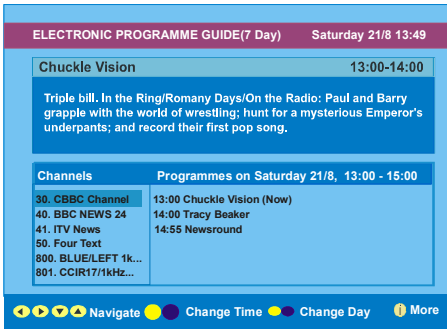 ELECTRONIC PROGRAMME GUIDE(7 Day) Saturday 21/8 13:49
Chuckle Vision 13:00-14:00
Triple bill. In the Ring/Romany Days/On the Radio: Paul and Barry
grapple with the world of wrestling; hunt for a mysterious Emperor's
underpants; and record their first pop song.
Channels Programmes on Saturday 21/8, 13:00 - 15:00
30. CBBC Channel 13:00 Chuckle Vision (Now)
40. BBC NEWS 24 14:00 Tracy Beaker
41. ITV News 14:55 Newsround
50. Four Text
800. BLUE/LEFT 1k...
801. CCIR17/1kHz...
Navigate Change Time Change Day i More